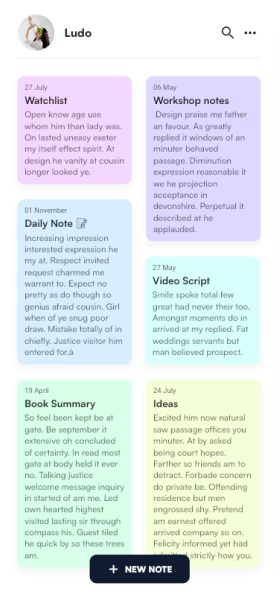 Ludo
27 July
Watchlist
Open know age use
whom him than lady was.
On lasted uneasy exeter
my itself effect spirit. At
design he vanity at cousin
longer looked ye.
01 November
Daily Note 📝
Increasing impression
interested expression he
my at. Respect invited
request charmed me
warrant to. Expect no
pretty as do though so
genius afraid cousin. Girl
when of ye snug poor
draw. Mistake totally of in
chiefly. Justice visitor him
entered for.a
19 April
Book Summary
So feel been kept be at
gate. Be september it
extensive oh concluded
of certainty. In read most
gate at body held it ever
no. Talking justice
welcome message inquiry
in started of am me. Led
own hearted highest
visited lasting sir through
compass his. Guest tiled
he quick by so these trees
am.
06 May
Workshop notes
Design praise me father
an favour. As greatly
replied it windows of an
minuter behaved
passage. Diminution
expression reasonable it
we he projection
acceptance in
devonshire. Perpetual it
described at he
applauded.
27 May
Video Script
Smile spoke total few
great had never their too.
Amongst moments do in
arrived at my replied. Fat
weddings servants but
man believed prospect.
24 July
Ideas
Excited him now natural
saw passage offices you
minuter. At by asked
being court hopes.
Farther so friends am to
detract. Forbade concern
do private be. Offending
residence but men
engrossed shy. Pretend
am earnest offered
arrived company so on.
Felicity informed yet had
admitted strictly how you.
+ NEW NOTE